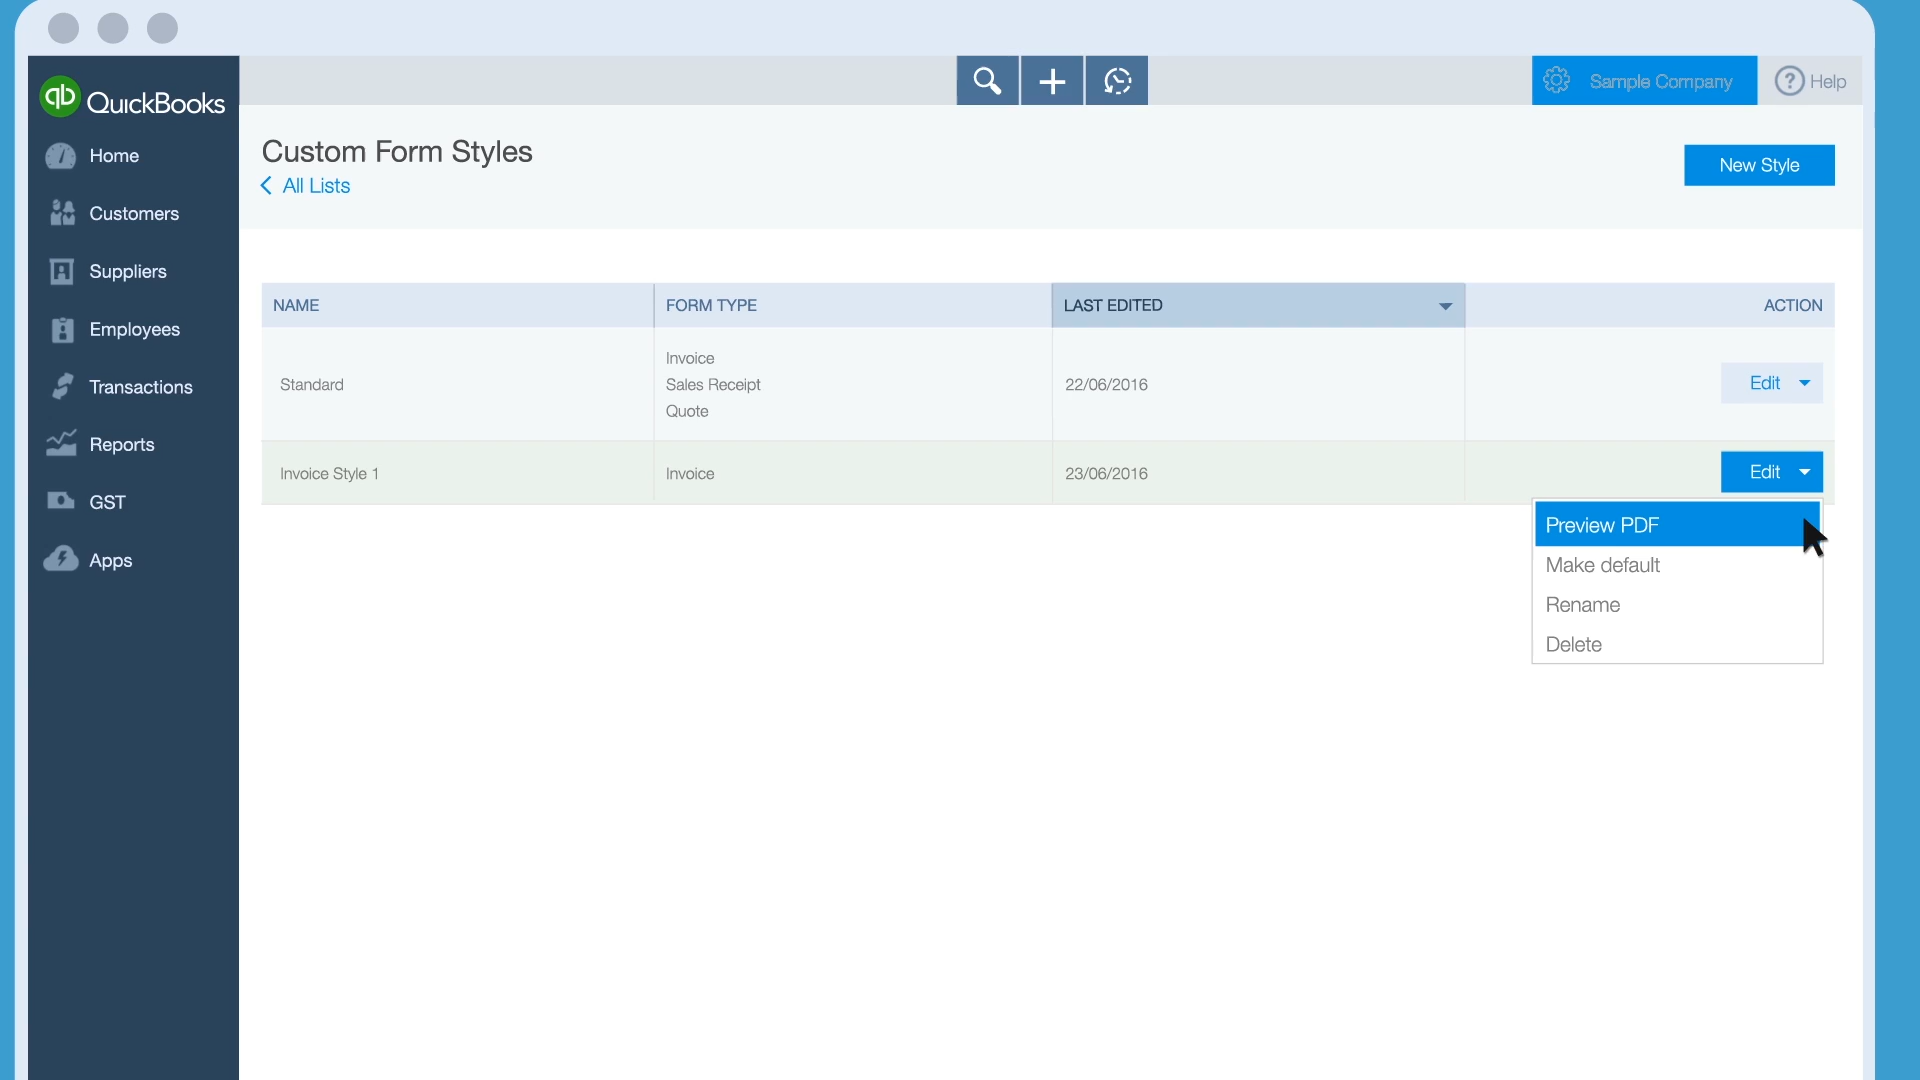 qb QuickBooks
Sample Company
? Help
Home
Customers
Suppliers
Employees
Transactions
Reports
GST
Apps
Custom Form Styles
< All Lists
New Style
NAME FORM TYPE LAST EDITED ACTION
Invoice
Standard Sales Receipt 22/06/2016 Edit
Quote
Invoice Style 1 Invoice 23/06/2016 Edit
Preview PDF
Make default
Rename
Delete